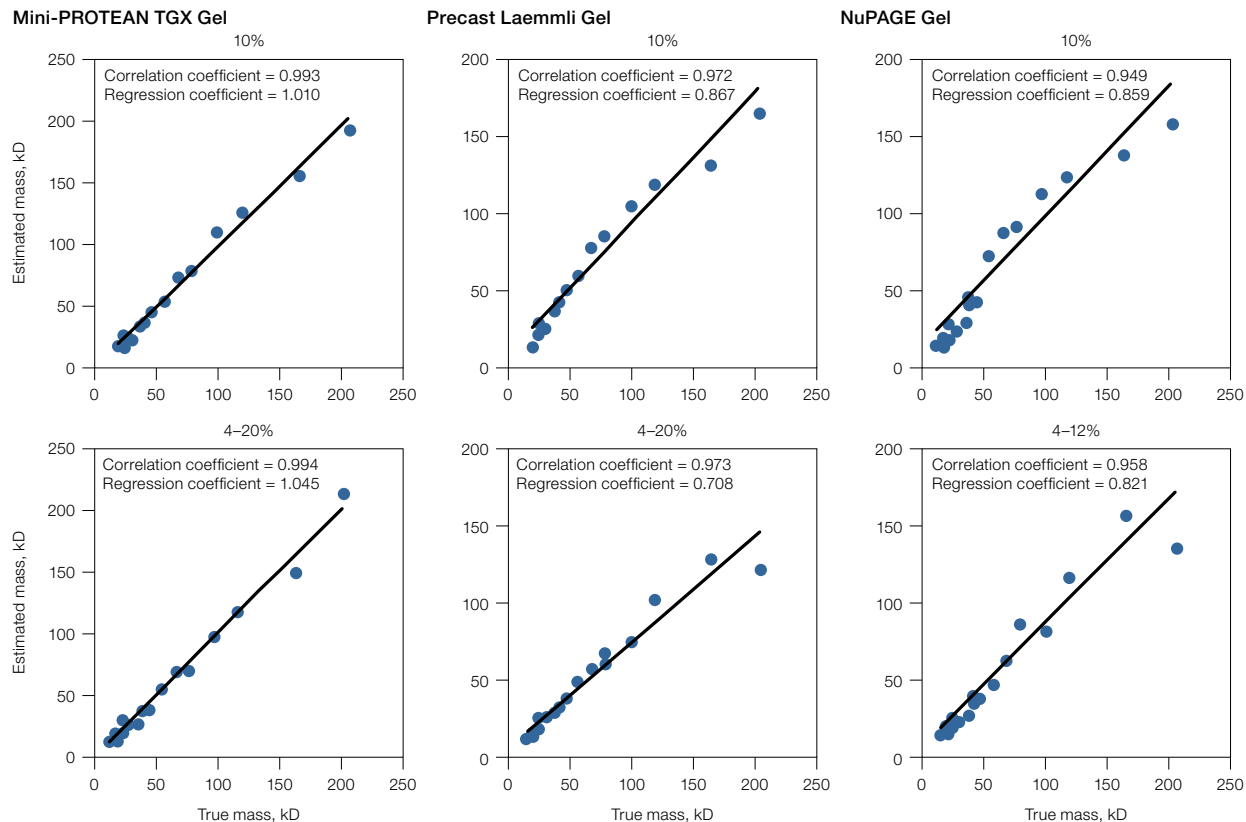 Mini-PROTEAN TGX Gel
10%
Correlation coefficient = 0.993
Regression coefficient = 1.010
250
200
150
100
50
0
0 50 100 150 200 250
Estimated mass, kD
Precast Laemmli Gel
10%
Correlation coefficient = 0.972
Regression coefficient = 0.867
200
150
100
50
0
0 50 100 150 200 250
NuPAGE Gel
10%
Correlation coefficient = 0.949
Regression coefficient = 0.859
200
150
100
50
0
0 50 100 150 200 250
4–20%
Correlation coefficient = 0.994
Regression coefficient = 1.045
250
200
150
100
50
0
0 50 100 150 200 250
Estimated mass, kD
True mass, kD
4–20%
Correlation coefficient = 0.973
Regression coefficient = 0.708
200
150
100
50
0
0 50 100 150 200 250
True mass, kD
4–12%
Correlation coefficient = 0.958
Regression coefficient = 0.821
200
150
100
50
0
0 50 100 150 200 250
True mass, kD